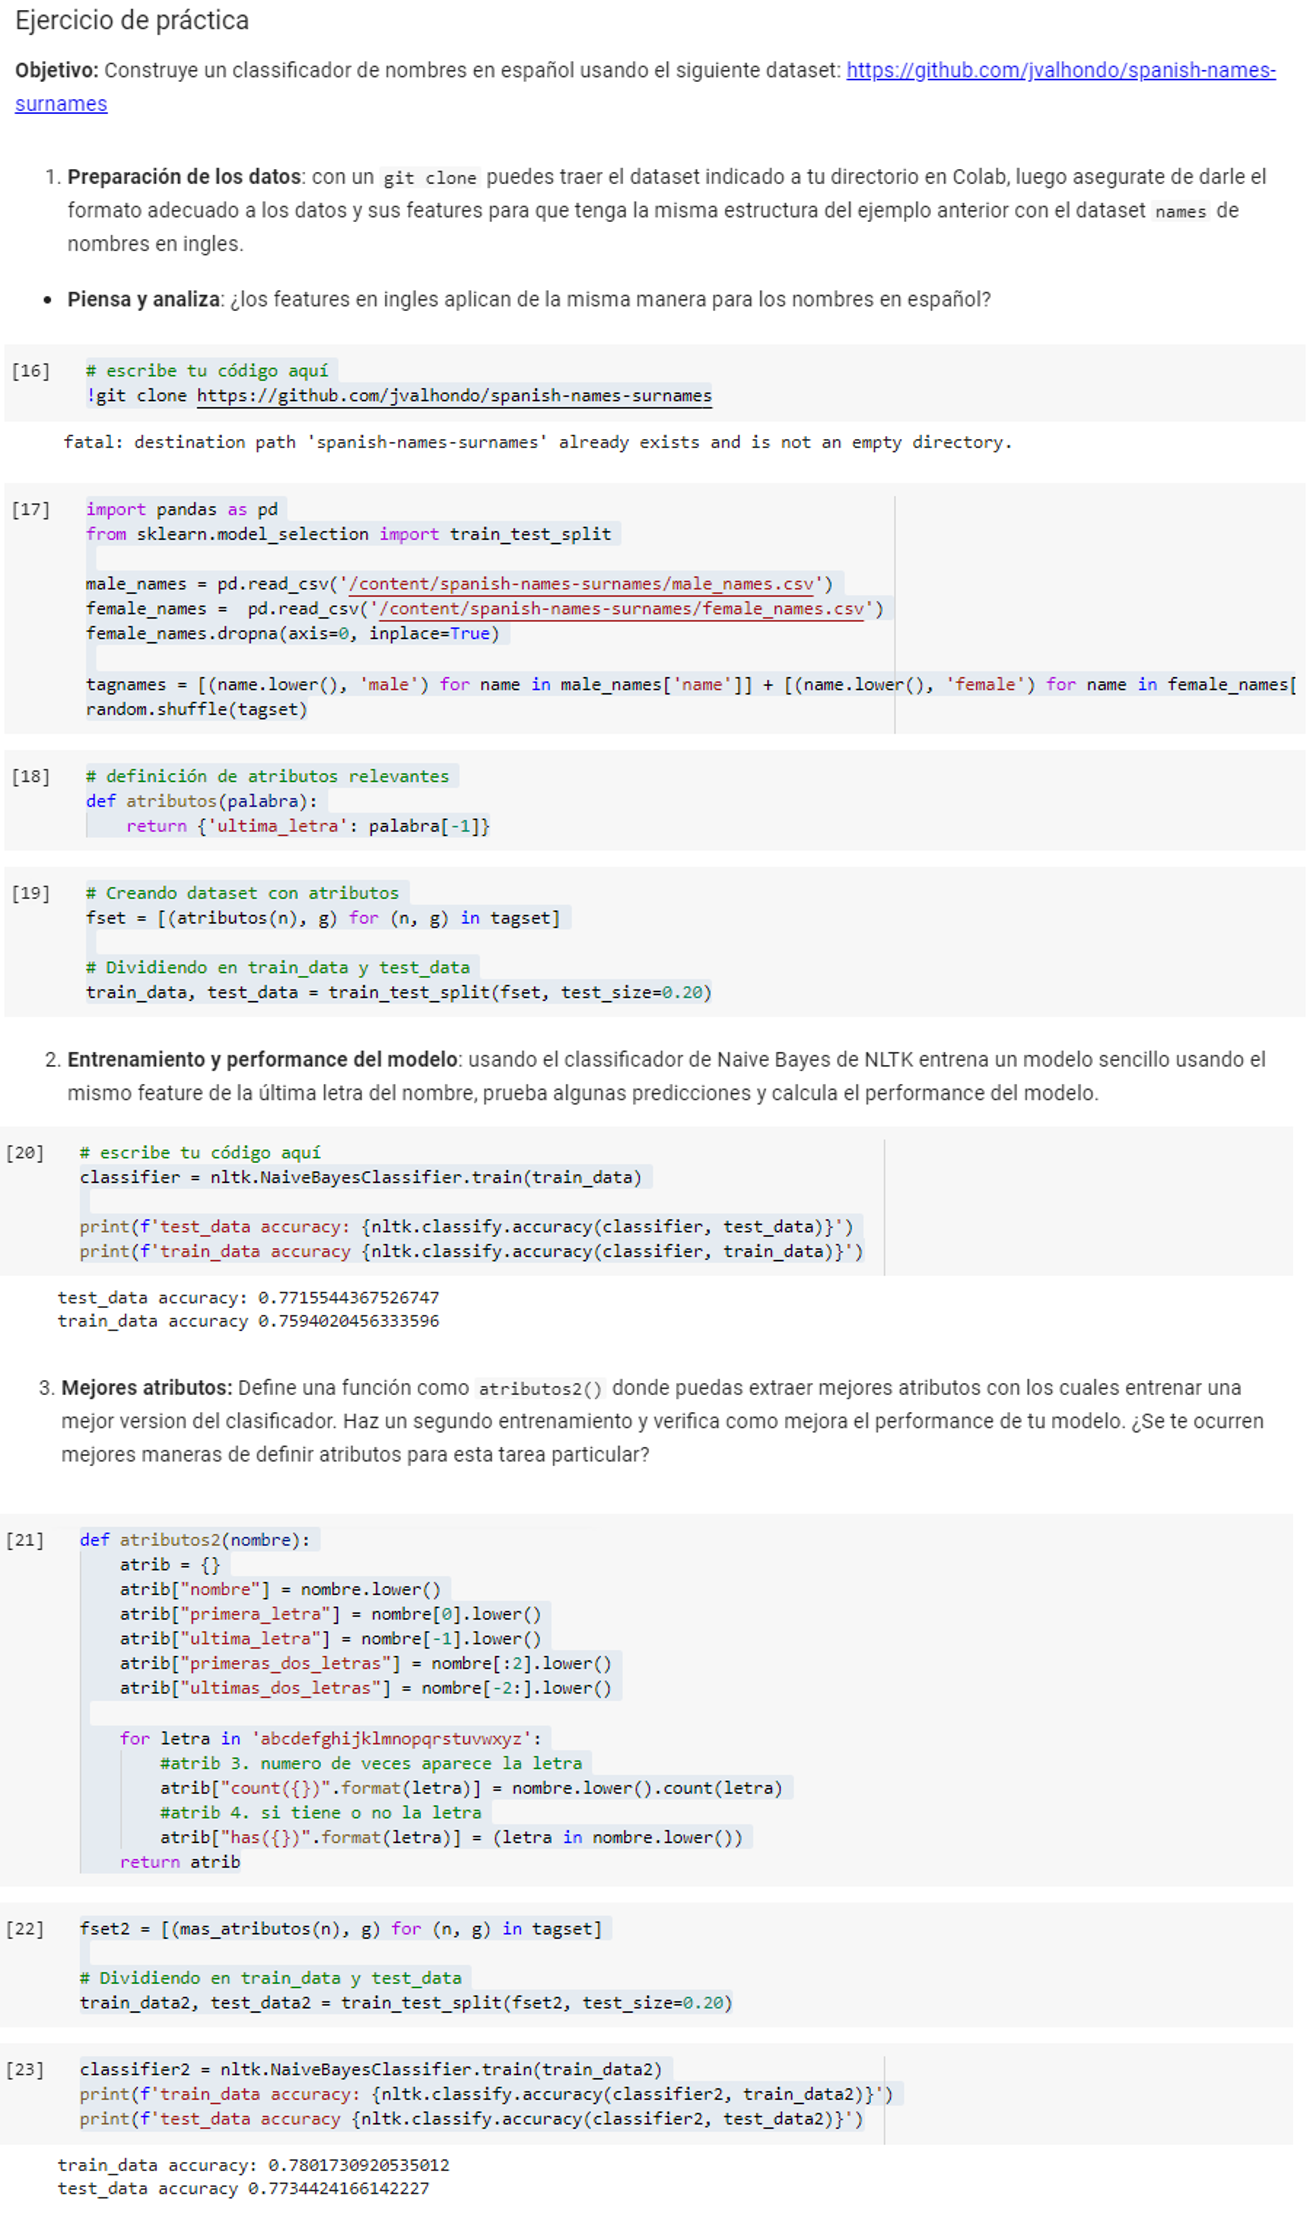 Ejercicio de práctica
Objetivo: Construye un classificador de nombres en español usando el siguiente dataset: https://github.com/jvalhondo/spanish-names-
surnames
1. Preparación de los datos: con un git clone puedes traer el dataset indicado a tu directorio en Colab, luego asegurate de darle el
formato adecuado a los datos y sus features para que tenga la misma estructura del ejemplo anterior con el dataset names de
nombres en ingles.
• Piensa y analiza: ¿los features en ingles aplican de la misma manera para los nombres en español?
[16] # escribe tu código aquí
!git clone https://github.com/jvalhondo/spanish-names-surnames
fatal: destination path 'spanish-names-surnames' already exists and is not an empty directory.
[17] import pandas as pd
from sklearn.model_selection import train_test_split
male_names = pd.read_csv('/content/spanish-names-surnames/male_names.csv')
female_names =  pd.read_csv('/content/spanish-names-surnames/female_names.csv')
female_names.dropna(axis=0, inplace=True)
tagnames = [(name.lower(), 'male') for name in male_names['name']] + [(name.lower(), 'female') for name in female_names[
random.shuffle(tagset)
[18] # definición de atributos relevantes
def atributos(palabra):
    return {'ultima_letra': palabra[-1]}
[19] # Creando dataset con atributos
fset = [(atributos(n), g) for (n, g) in tagset]
# Dividiendo en train_data y test_data
train_data, test_data = train_test_split(fset, test_size=0.20)
2. Entrenamiento y performance del modelo: usando el classificador de Naive Bayes de NLTK entrena un modelo sencillo usando el
mismo feature de la última letra del nombre, prueba algunas predicciones y calcula el performance del modelo.
[20] # escribe tu código aquí
classifier = nltk.NaiveBayesClassifier.train(train_data)
print(f'test_data accuracy: {nltk.classify.accuracy(classifier, test_data)}')
print(f'train_data accuracy {nltk.classify.accuracy(classifier, train_data)}')
test_data accuracy: 0.7715544367526747
train_data accuracy 0.7594020456333596
3. Mejores atributos: Define una función como atributos2() donde puedas extraer mejores atributos con los cuales entrenar una
mejor version del clasificador. Haz un segundo entrenamiento y verifica como mejora el performance de tu modelo. ¿Se te ocurren
mejores maneras de definir atributos para esta tarea particular?
[21] def atributos2(nombre):
    atrib = {}
    atrib["nombre"] = nombre.lower()
    atrib["primera_letra"] = nombre[0].lower()
    atrib["ultima_letra"] = nombre[-1].lower()
    atrib["primeras_dos_letras"] = nombre[:2].lower()
    atrib["ultimas_dos_letras"] = nombre[-2:].lower()
    for letra in 'abcdefghijklmnopqrstuvwxyz':
        #atrib 3. numero de veces aparece la letra
        atrib["count({})".format(letra)] = nombre.lower().count(letra)
        #atrib 4. si tiene o no la letra
        atrib["has({})".format(letra)] = (letra in nombre.lower())
    return atrib
[22] fset2 = [(mas_atributos(n), g) for (n, g) in tagset]
# Dividiendo en train_data y test_data
train_data2, test_data2 = train_test_split(fset2, test_size=0.20)
[23] classifier2 = nltk.NaiveBayesClassifier.train(train_data2)
print(f'train_data accuracy: {nltk.classify.accuracy(classifier2, train_data2)}')
print(f'test_data accuracy {nltk.classify.accuracy(classifier2, test_data2)}')
train_data accuracy: 0.7801730920535012
test_data accuracy 0.7734424166142227